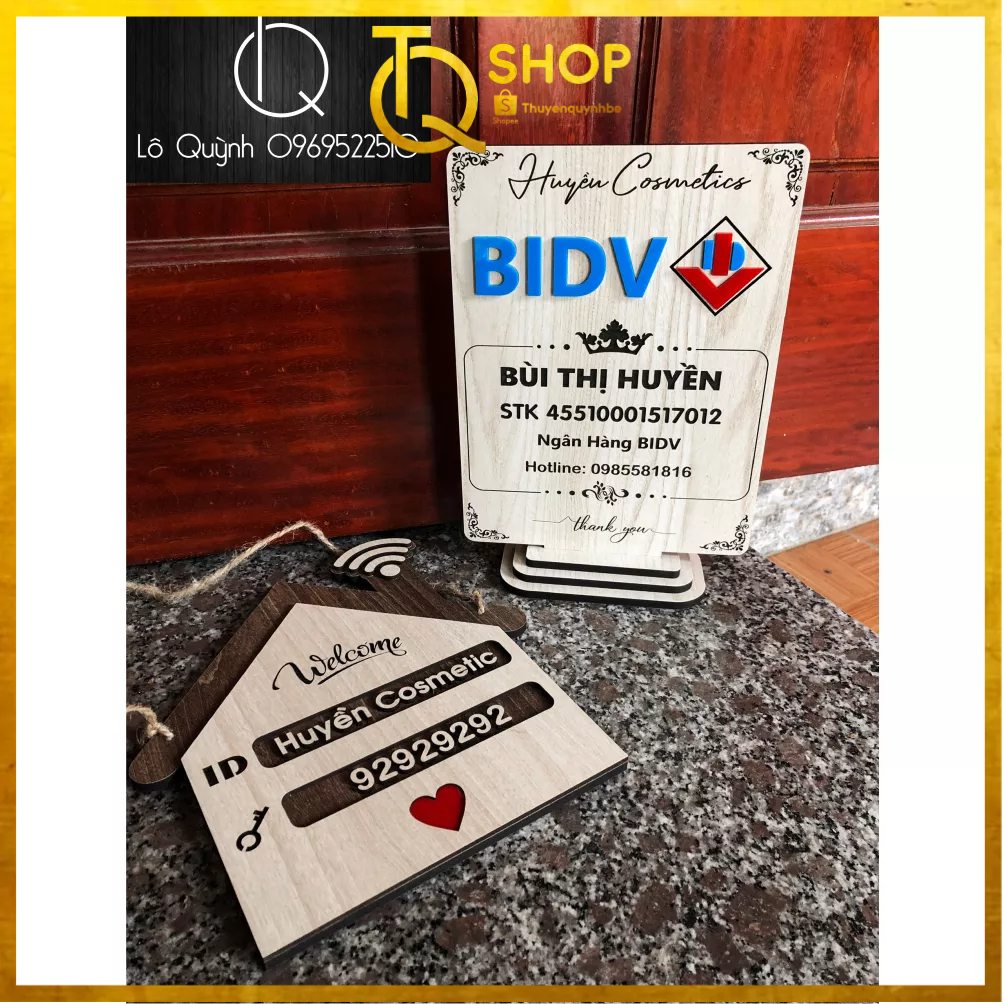 TQ SHOP
Shopee Thuyenquynhbe
Lô Quỳnh 0969522510
Huyền Cosmetics
BIDV
BÙI THỊ HUYỀN
STK 45510001517012
Ngân Hàng BIDV
Hotline: 0985581816
thank you
Welcome
ID Huyền Cosmetic
92929292